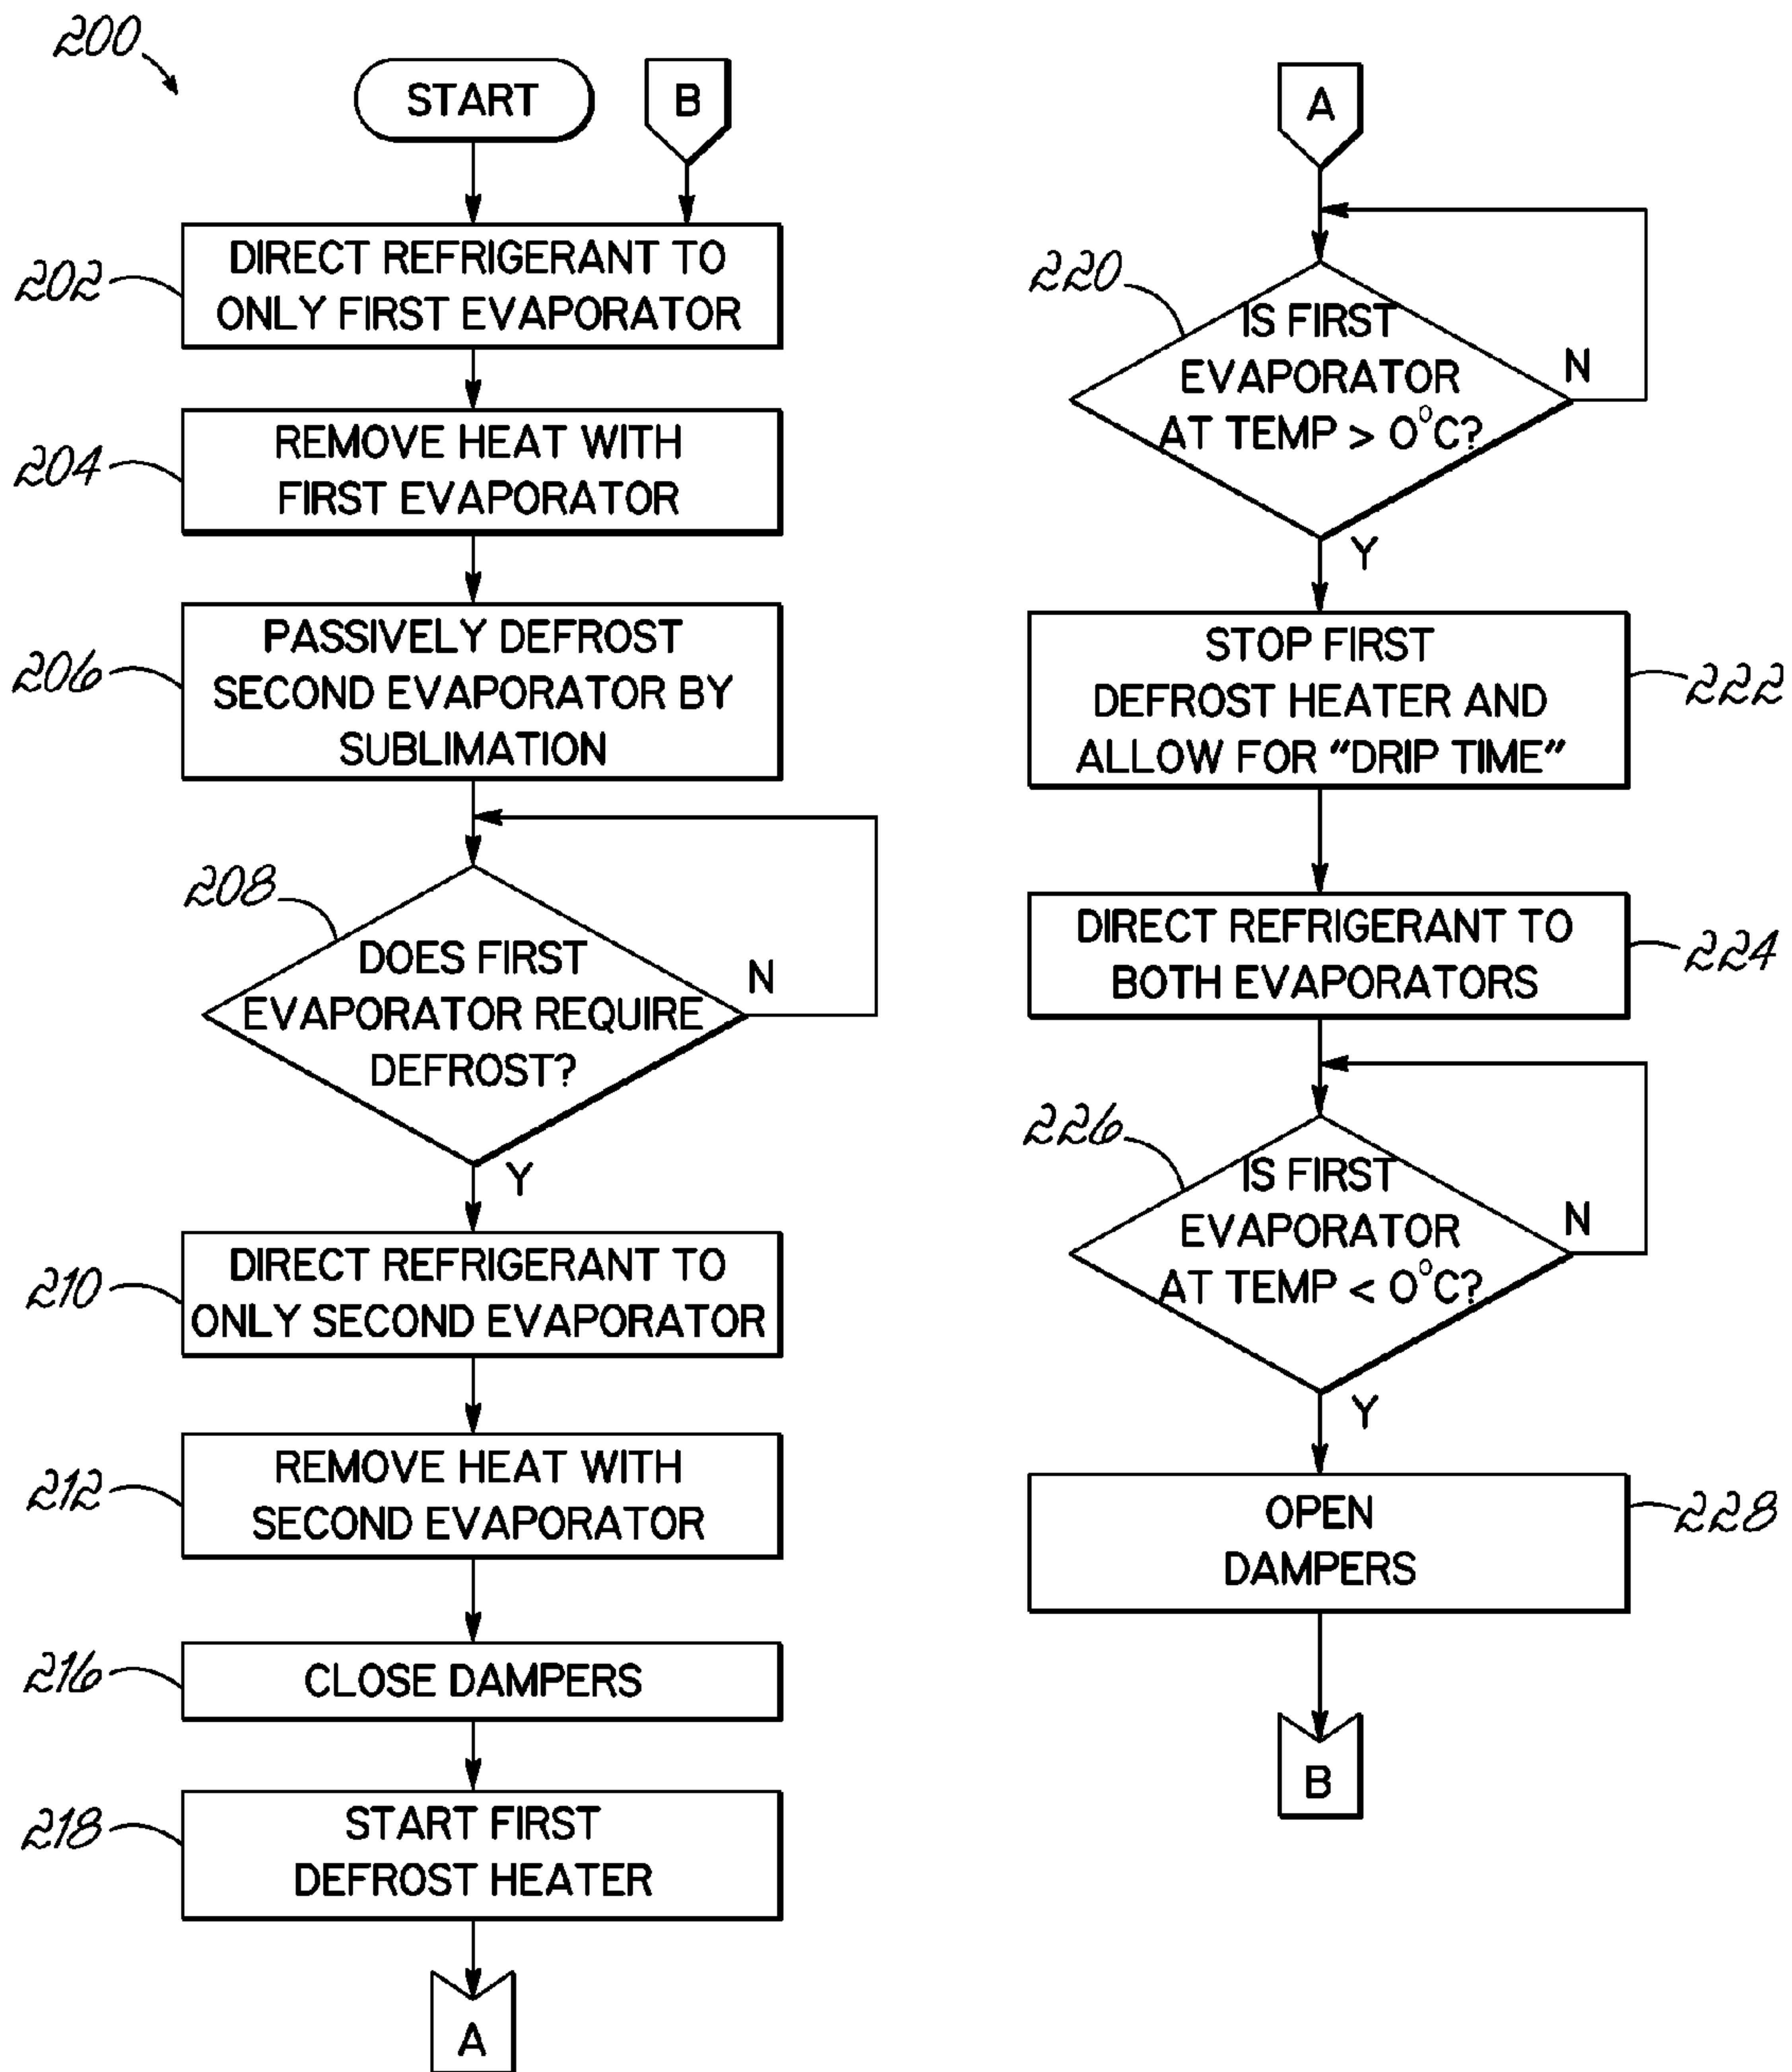 200
START
B
202
DIRECT REFRIGERANT TO
ONLY FIRST EVAPORATOR
204
REMOVE HEAT WITH
FIRST EVAPORATOR
206
PASSIVELY DEFROST
SECOND EVAPORATOR BY
SUBLIMATION
208
DOES FIRST
EVAPORATOR REQUIRE
DEFROST?
N
Y
210
DIRECT REFRIGERANT TO
ONLY SECOND EVAPORATOR
212
REMOVE HEAT WITH
SECOND EVAPORATOR
216
CLOSE DAMPERS
218
START FIRST
DEFROST HEATER
A
A
220
IS FIRST
EVAPORATOR
AT TEMP > 0°C?
N
Y
STOP FIRST
DEFROST HEATER AND
ALLOW FOR "DRIP TIME"
222
DIRECT REFRIGERANT TO
BOTH EVAPORATORS
224
226
IS FIRST
EVAPORATOR
AT TEMP < 0°C?
N
Y
OPEN
DAMPERS
228
B